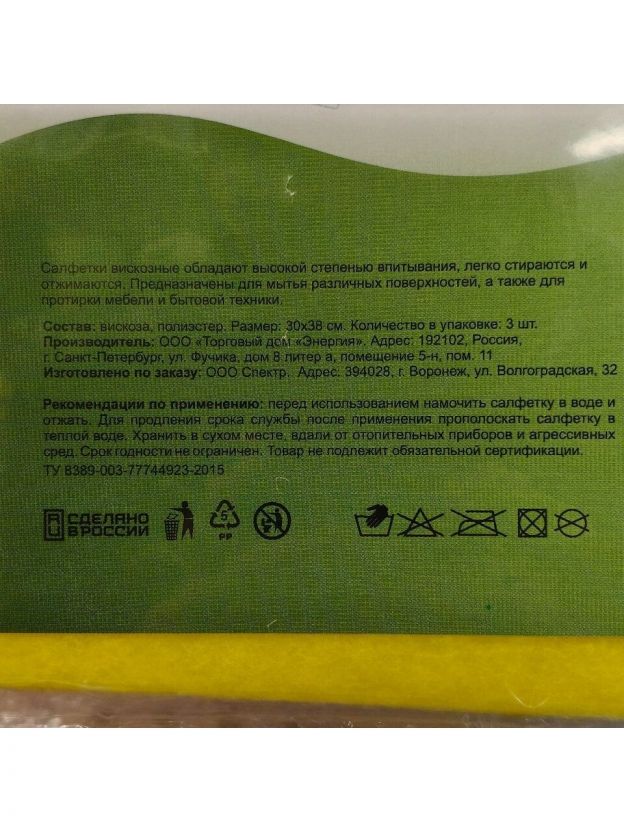 Салфетки вискозные обладают высокой степенью впитывания, легко стираются и
отжимаются. Предназначены для мытья различных поверхностей, а также для
протирки мебели и бытовой техники.
Состав: вискоза, полиэстер. Размер: 30х38 см. Количество в упаковке: 3 шт.
Производитель: ООО «Торговый дом «Энергия». Адрес: 192102, Россия,
г. Санкт-Петербург, ул. Фучика, дом 8 литер а, помещение 5-н, пом. 11
Изготовлено по заказу: ООО Спектр. Адрес: 394028, г. Воронеж, ул. Волгоградская, 32
Рекомендации по применению: перед использованием намочить салфетку в воде и
отжать. Для продления срока службы после применения прополоскать салфетку в
теплой воде. Хранить в сухом месте, вдали от отопительных приборов и агрессивных
сред. Срок годности не ограничен. Товар не подлежит обязательной сертификации.
ТУ 8389-003-77744923-2015
RU СДЕЛАНО
В РОССИИ
5
PP